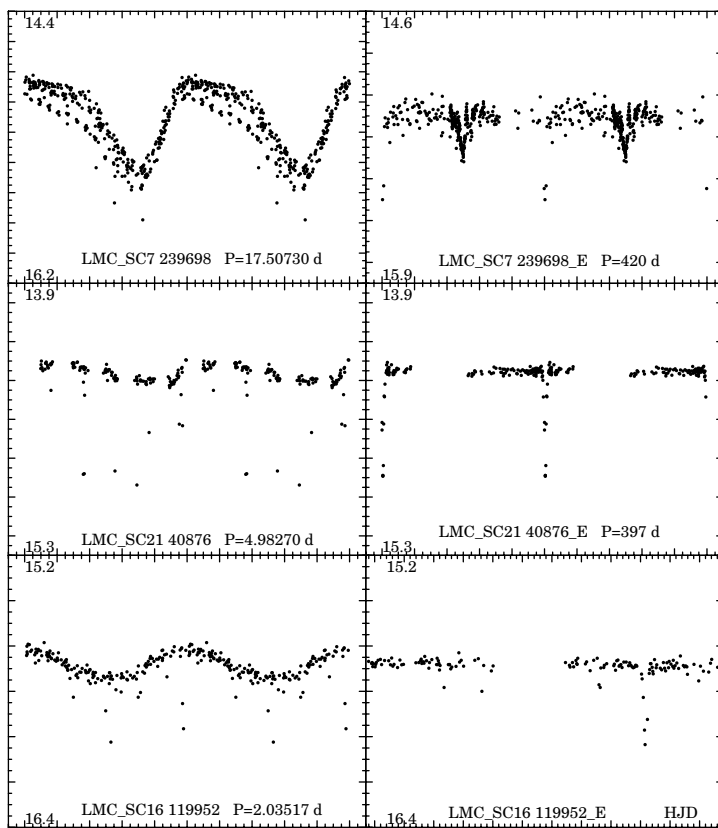 14.4
16.2
LMC_SC7 239698 P=17.50730 d
14.6
15.9
LMC_SC7 239698_E P=420 d
13.9
15.3
LMC_SC21 40876 P=4.98270 d
13.9
15.3
LMC_SC21 40876_E P=397 d
15.2
16.4
LMC_SC16 119952 P=2.03517 d
15.2
16.4
LMC_SC16 119952_E HJD